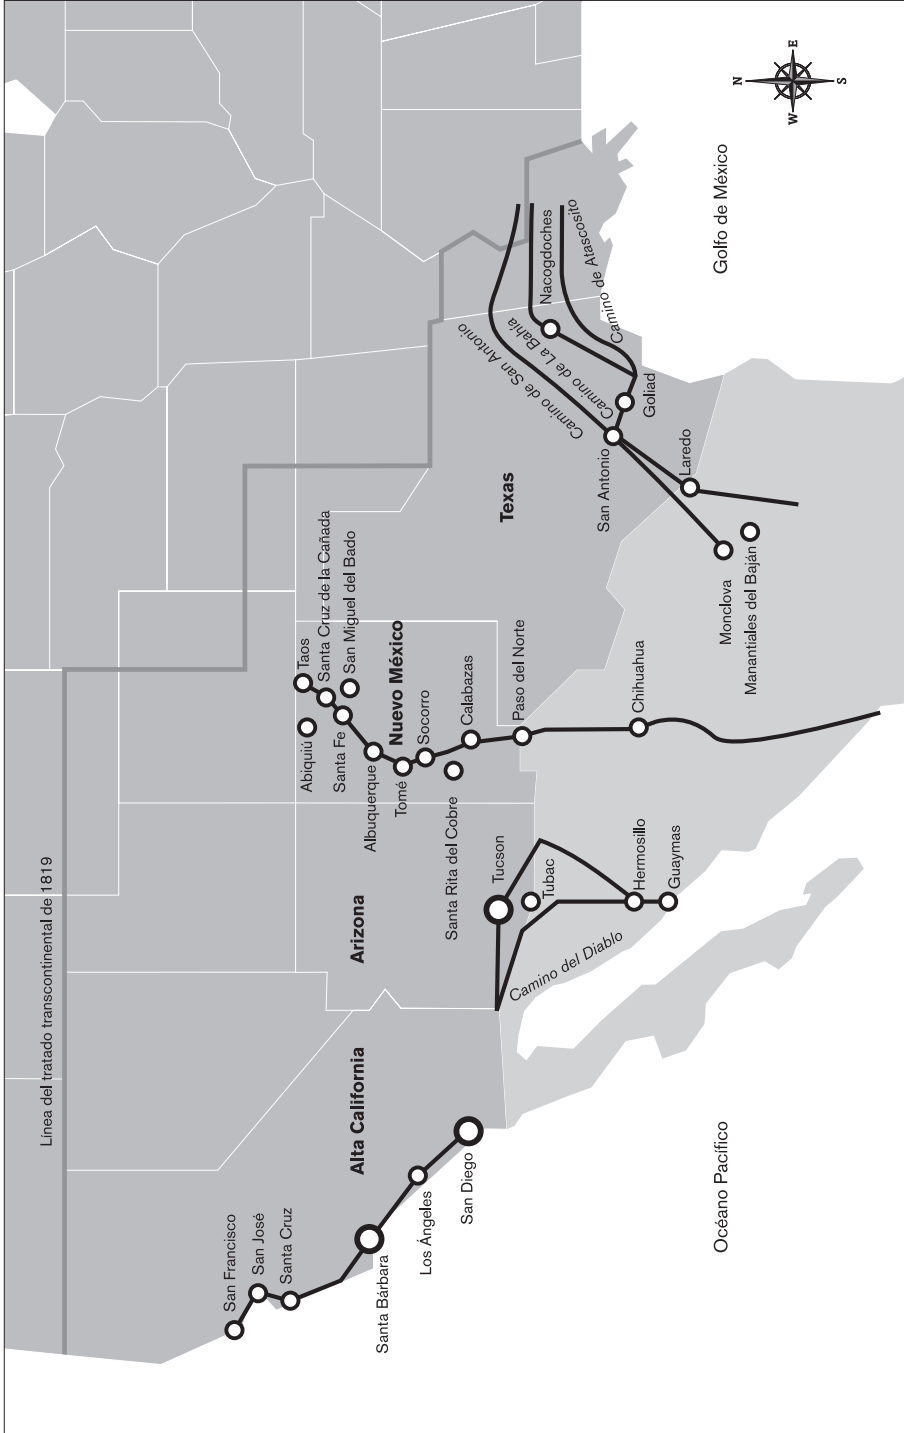 Línea del tratado transcontinental de 1819
San Francisco
San José
Santa Cruz
Santa Bárbara
Los Ángeles
San Diego
Alta California
Arizona
Nuevo México
Texas
Taos
Santa Cruz de la Cañada
San Miguel del Bado
Abiquiú
Santa Fe
Albuquerque
Tomé
Socorro
Santa Rita del Cobre
Calabazas
Paso del Norte
Chihuahua
Tucson
Tubac
Hermosillo
Guaymas
Camino del Diablo
Camino de San Antonio
Camino de La Bahía
Camino de Atascosito
Nacogdoches
Goliad
San Antonio
Laredo
Monclova
Manantiales del Baján
Océano Pacífico
Golfo de México
N
E
S
W